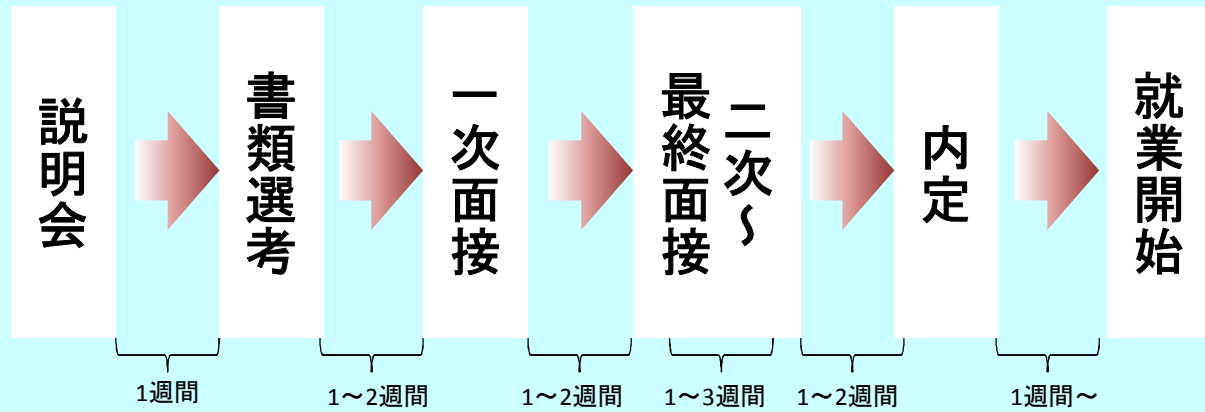 説明会
書類選考
一次面接
二次～
最終面接
内定
就業開始
1週間
1～2週間
1～2週間
1～3週間
1～2週間
1週間～